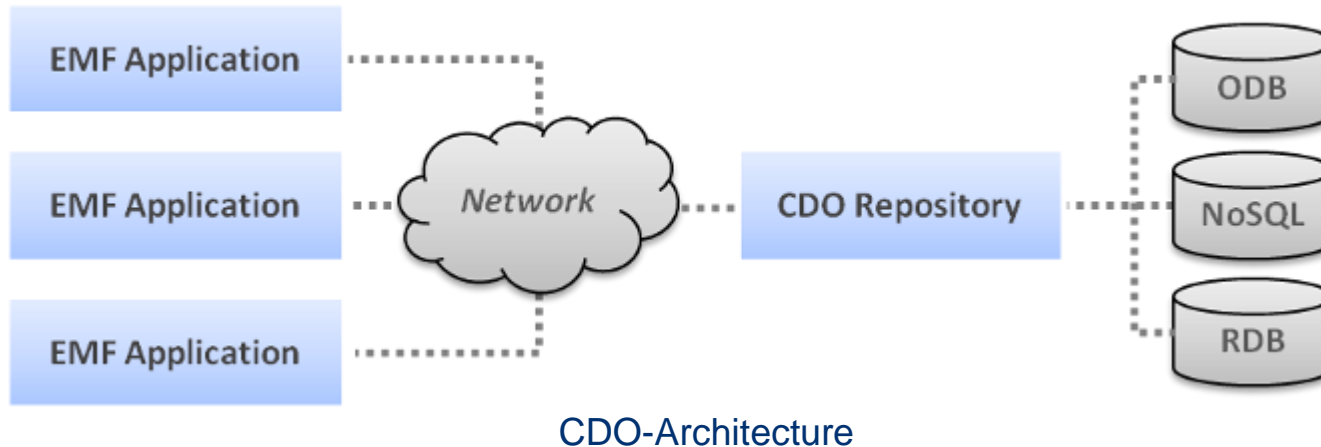 EMF Application
EMF Application
EMF Application
Network
CDO Repository
ODB
NoSQL
RDB
CDO-Architecture